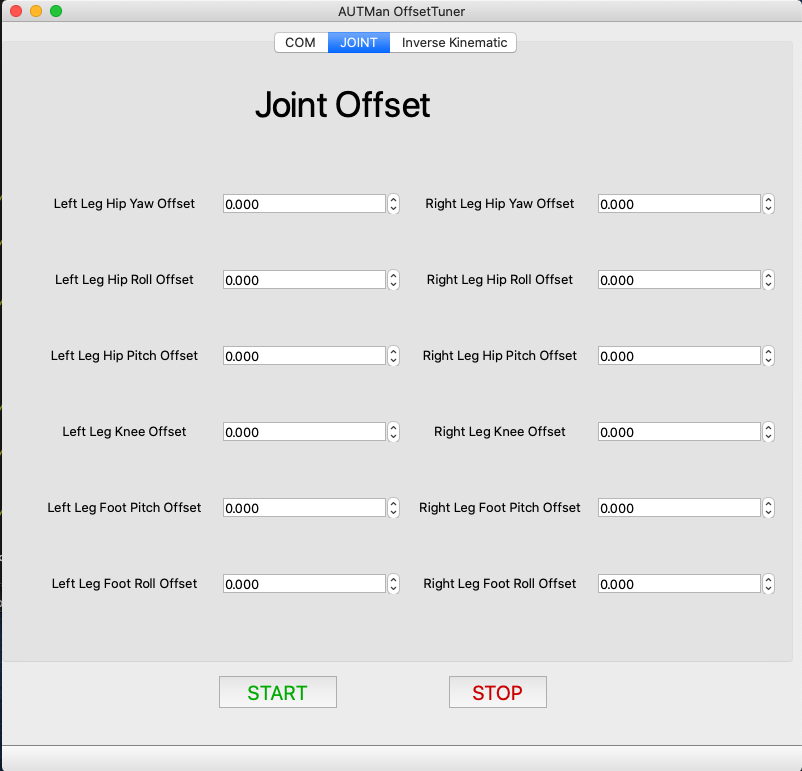 AUTMan OffsetTuner
COM JOINT Inverse Kinematic
Joint Offset
Left Leg Hip Yaw Offset 0.000 Right Leg Hip Yaw Offset 0.000
Left Leg Hip Roll Offset 0.000 Right Leg Hip Roll Offset 0.000
Left Leg Hip Pitch Offset 0.000 Right Leg Hip Pitch Offset 0.000
Left Leg Knee Offset 0.000 Right Leg Knee Offset 0.000
Left Leg Foot Pitch Offset 0.000 Right Leg Foot Pitch Offset 0.000
Left Leg Foot Roll Offset 0.000 Right Leg Foot Roll Offset 0.000
START STOP